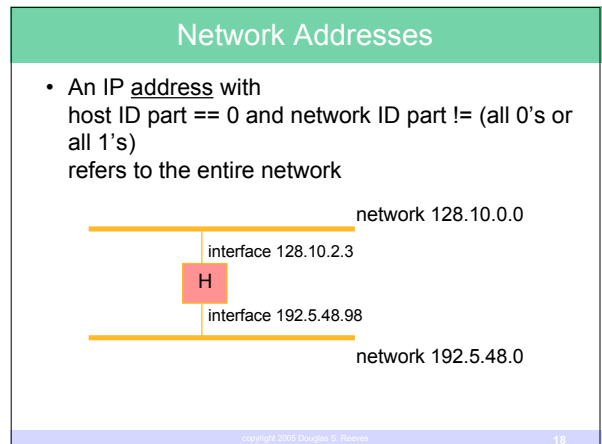 Network Addresses
• An IP address with
host ID part == 0 and network ID part != (all 0's or
all 1's)
refers to the entire network
network 128.10.0.0
interface 128.10.2.3
H
interface 192.5.48.98
network 192.5.48.0
copyright 2005 Douglas S. Reeves
18